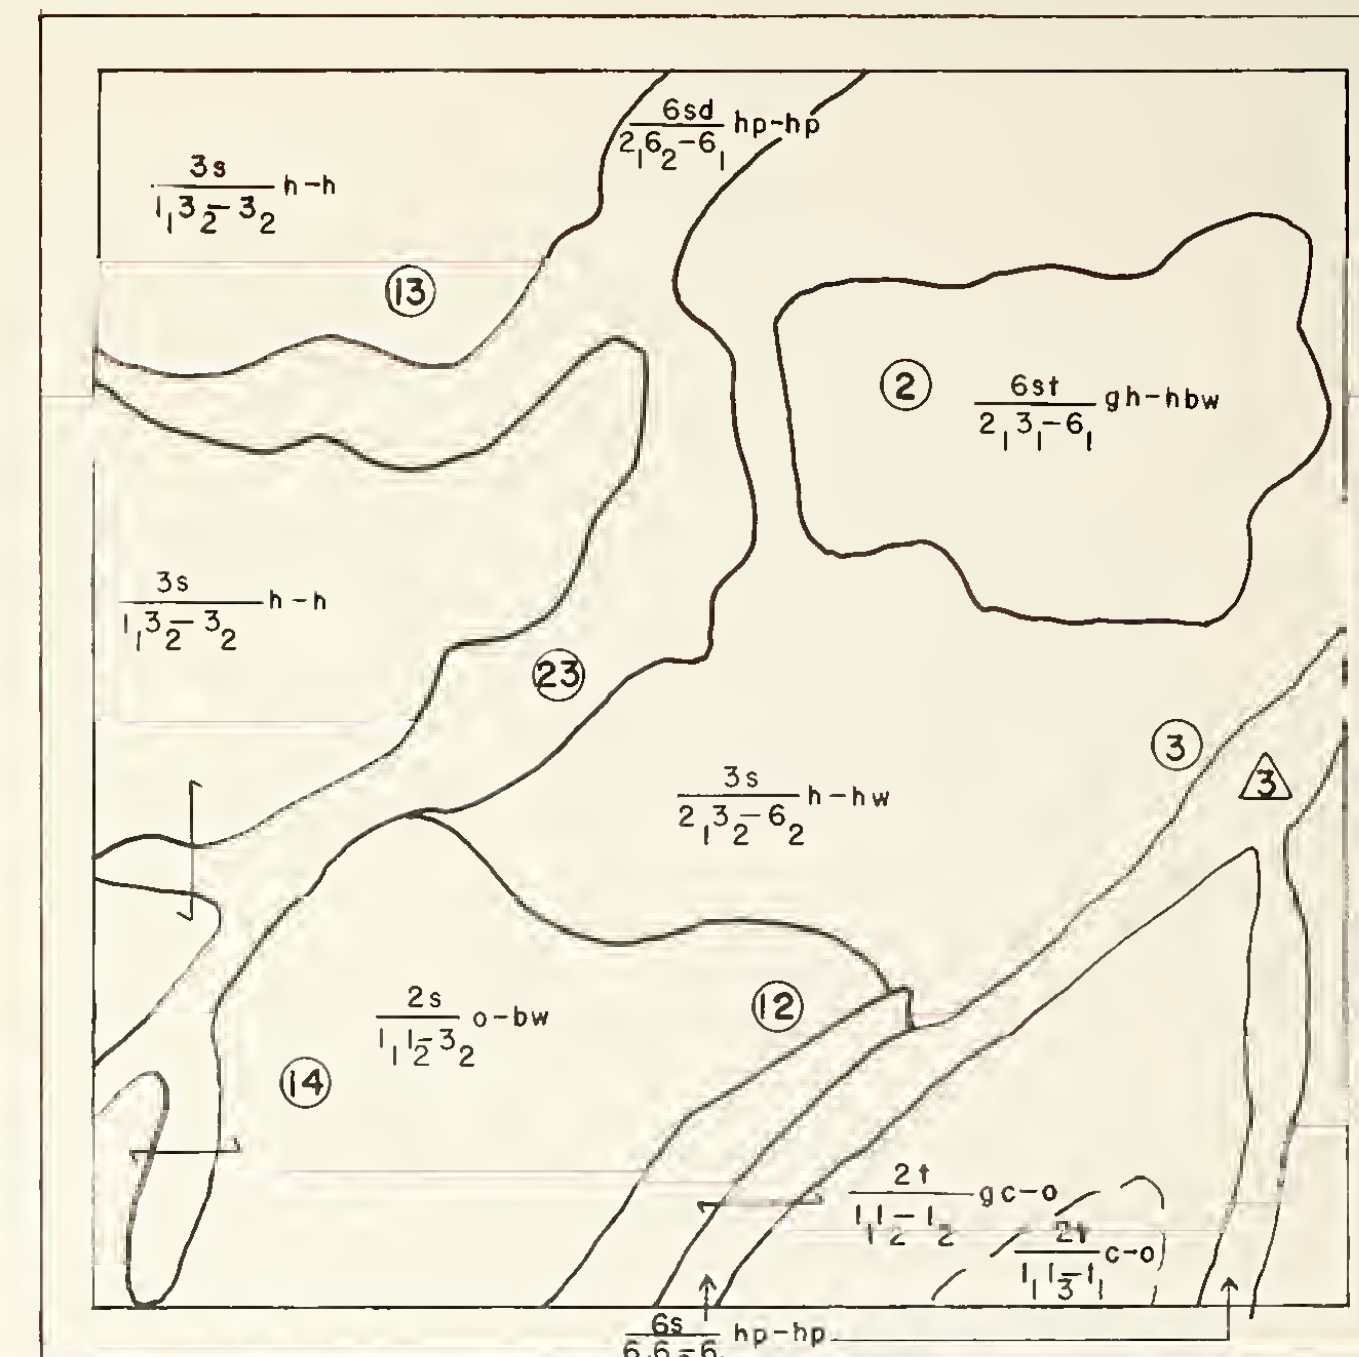 6sd
2₁6₂-6₁ hp-hp
3s
1₁3₂-3₂ h-h
13
2
6st
2₁3₁-6₁ gh-hbw
3s
1₁3₂-3₂ h-h
23
3
3
3s
2₁3₂-6₂ h-hw
12
2s
1₁1₂-3₂ o-bw
14
2t
1₁1₂-1₂ gc-o
2t
1₁1₃-1₁ c-o
6s
hp-hp